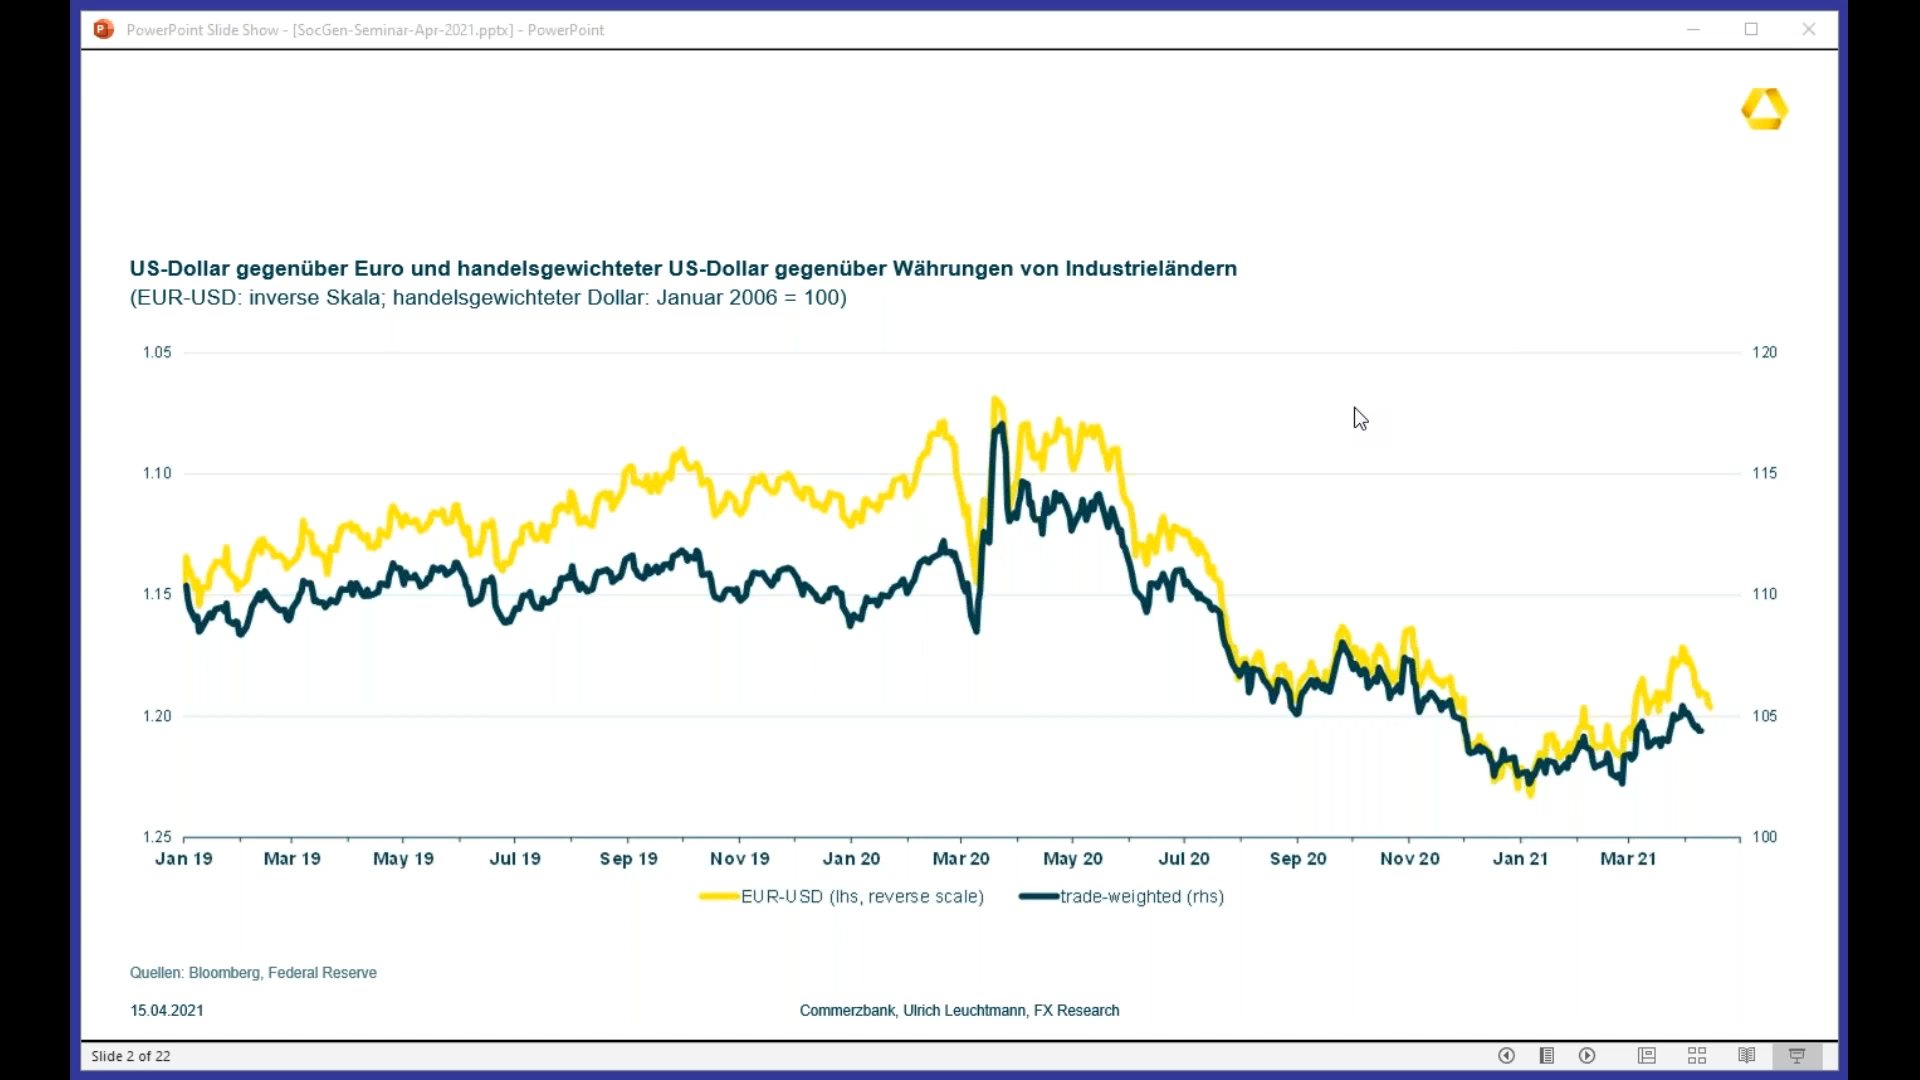 PowerPoint Slide Show - [SocGen-Seminar-Apr-2021.pptx] - PowerPoint
US-Dollar gegenüber Euro und handelsgewichteter US-Dollar gegenüber Währungen von Industrieländern
(EUR-USD: inverse Skala; handelsgewichteter Dollar: Januar 2006 = 100)
1.05 120
1.10 115
1.15 110
1.20 105
1.25 100
Jan 19 Mar 19 May 19 Jul 19 Sep 19 Nov 19 Jan 20 Mar 20 May 20 Jul 20 Sep 20 Nov 20 Jan 21 Mar 21
EUR-USD (lhs, reverse scale) trade-weighted (rhs)
Quellen: Bloomberg, Federal Reserve
15.04.2021 Commerzbank, Ulrich Leuchtmann, FX Research
Slide 2 of 22